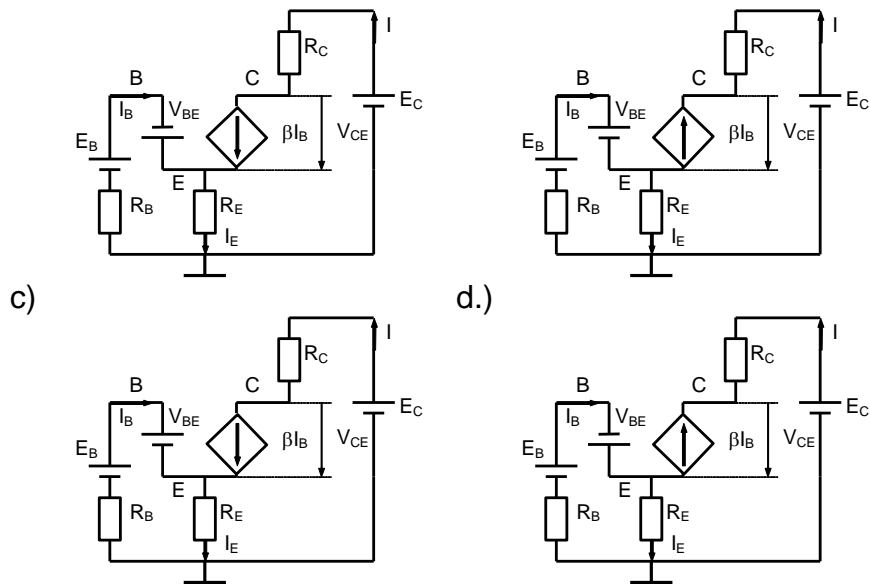 I
R_C
B
C
I_B
V_BE
E_C
βI_B
V_CE
E_B
E
R_B
R_E
I_E
I
R_C
B
C
I_B
V_BE
E_C
βI_B
V_CE
E_B
E
R_B
R_E
I_E
c)
d.)
I
R_C
B
C
I_B
V_BE
E_C
βI_B
V_CE
E_B
E
R_B
R_E
I_E
I
R_C
B
C
I_B
V_BE
E_C
βI_B
V_CE
E_B
E
R_B
R_E
I_E